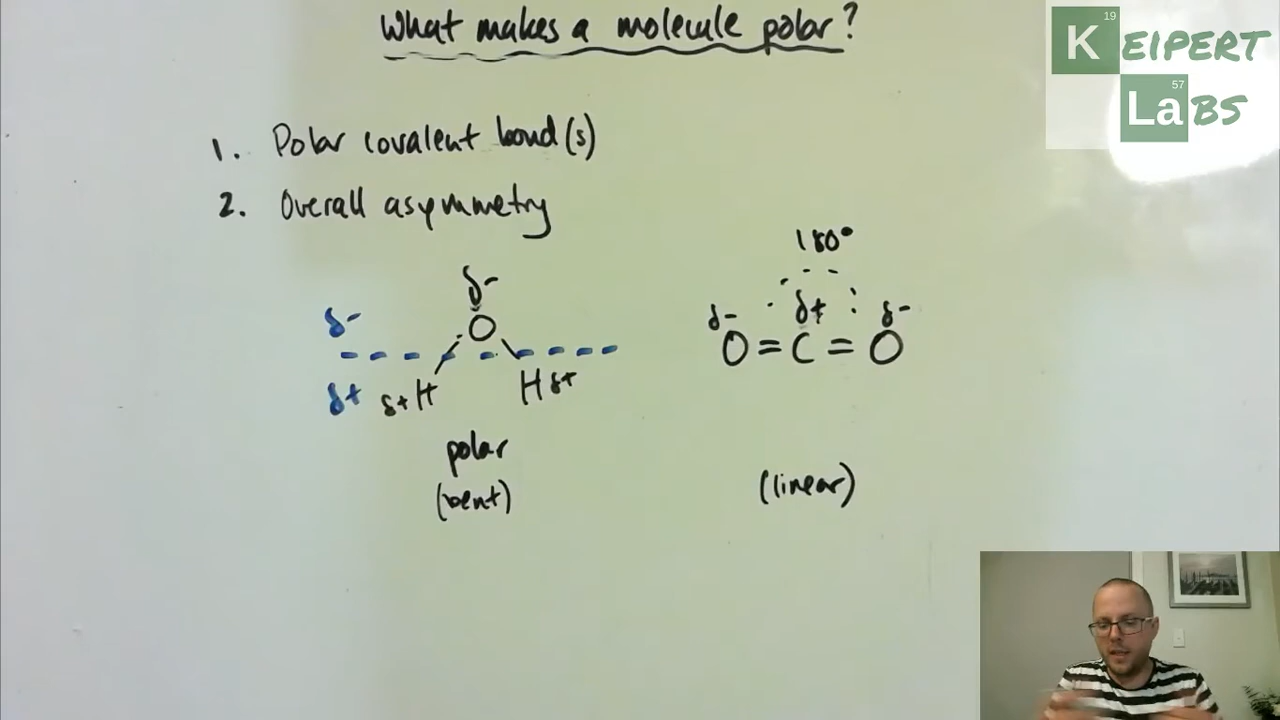 What makes a molecule polar?
19
KEIPERT
57
LaBS
1. Polar covalent bond(s)
2. Overall asymmetry
180°
δ-
δ- δ- δ+ δ-
O O=C=O
δ+ δ+H H δ+
polar
(bent) (linear)